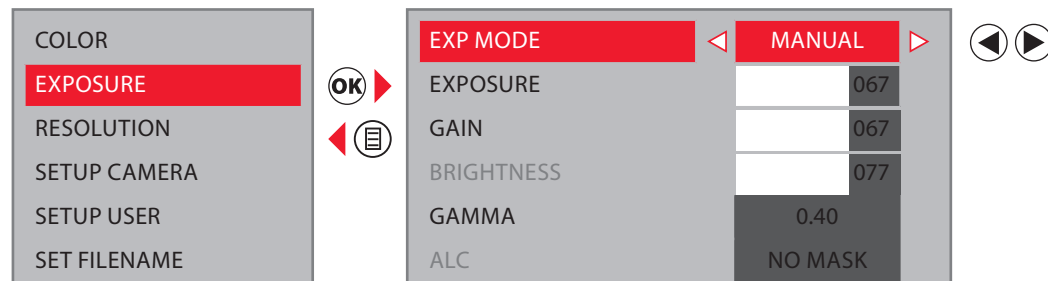 COLOR
EXPOSURE
RESOLUTION
SETUP CAMERA
SETUP USER
SET FILENAME
OK
EXP MODE MANUAL
EXPOSURE 067
GAIN 067
BRIGHTNESS 077
GAMMA 0.40
ALC NO MASK